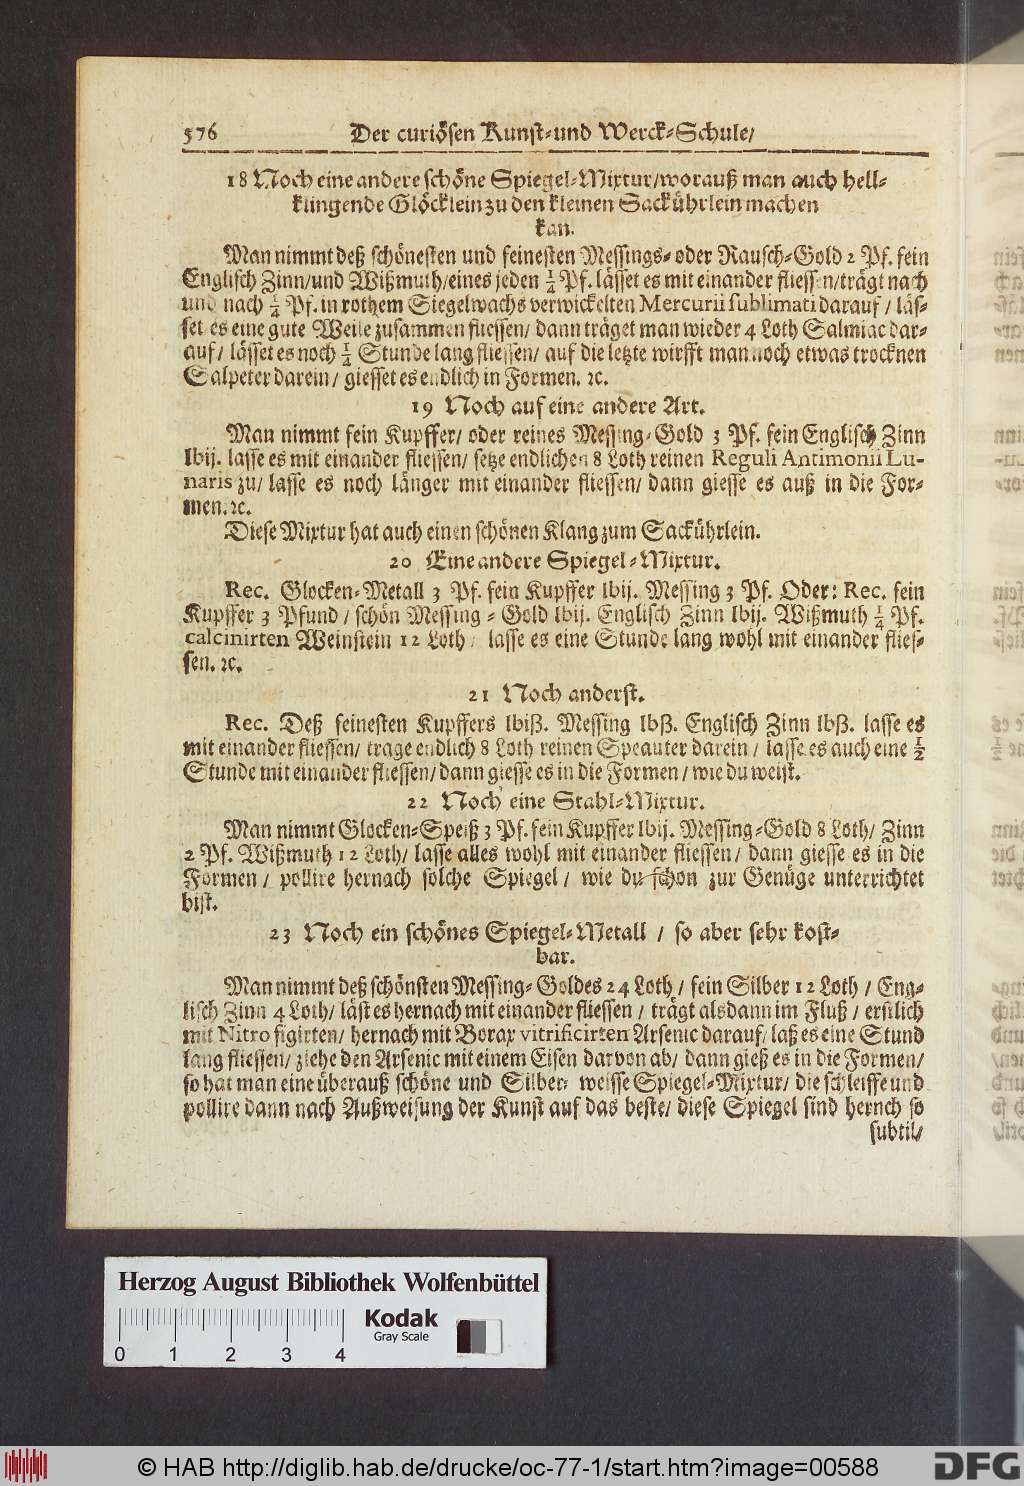 576 Der curiösen Kunst-und Werck-Schule/
18 Noch eine andere schöne Spiegel-Mixtur/worauß man auch hell-
klingende Glöcklein zu den kleinen Sackührlein machen
kan.
Man nimmt deß schönesten und feinesten Messings- oder Rausch-Gold 2 Pf. fein
Englisch Zinn/und Wißmuth/eines jeden ¼ Pf. lässet es mit einander fliessen/trägt nach
und nach ¼ Pf. in rothem Siegelwachs verwickelten Mercurii sublimati darauf / läs-
set es eine gute Weile zusammen fliessen/ dann träget man wieder 4 Loth Salmiac dar-
auf/ lässet es noch ¼ Stunde lang fliessen/ auf die letzte wirfft man noch etwas trocknen
Salpeter darein / giesset es endlich in Formen. ꝛc.
19 Noch auf eine andere Art.
Man nimmt fein Kupffer/ oder reines Messing-Gold 3 Pf. fein Englisch Zinn
lbij. lasse es mit einander fliessen/ setze endlichen 8 Loth reinen Reguli Antimonii Lu-
naris zu/ lasse es noch länger mit einander fliessen/ dann giesse es auß in die For-
men. ꝛc.
Diese Mixtur hat auch einen schönen Klang zum Sackührlein.
20 Eine andere Spiegel-Mixtur.
Rec. Glocken-Metall 3 Pf. fein Kupffer lbij. Messing 3 Pf. Oder: Rec. fein
Kupffer 3 Pfund / schön Messing-Gold lbij. Englisch Zinn lbij. Wißmuth ¼ Pf.
calcinirten Weinstein 12 Loth/ lasse es eine Stunde lang wohl mit einander flies-
sen. ꝛc.
21 Noch anderst.
Rec. Deß feinesten Kupffers lbiß. Messing lbß. Englisch Zinn lbß. lasse es
mit einander fliessen/ trage endlich 8 Loth reinen Speauter darein / lasse es auch eine ½
Stunde mit einander fliessen/ dann giesse es in die Formen / wie du weist.
22 Noch eine Stahl-Mixtur.
Man nimmt Glocken-Speiß 3 Pf. fein Kupffer lbij. Messing-Gold 8 Loth/ Zinn
2 Pf. Wißmuth 12 Loth/ lasse alles wohl mit einander fliessen / dann giesse es in die
Formen / pollire hernach solche Spiegel / wie du schon zur Genüge unterrichtet
bist.
23 Noch ein schönes Spiegel-Metall / so aber sehr kost-
bar.
Man nimmt deß schönsten Messing-Goldes 24 Loth / fein Silber 12 Loth / Eng-
lisch Zinn 4 Loth/ läst es hernach mit einander fliessen / trägt alsdann im Fluß / erstlich
mit Nitro figirten/ hernach mit Borax vitrificirten Arsenic darauf/ laß es eine Stund
lang fliessen/ ziehe den Arsenic mit einem Eisen darvon ab/ dann gieß es in die Formen/
so hat man eine überauß schöne und Silber-weisse Spiegel-Mixtur/ die schleiffe und
pollire dann nach Außweisung der Kunst auf das beste/ diese Spiegel sind hernch so
subtil/
Herzog August Bibliothek Wolfenbüttel
Kodak
Gray Scale
0 1 2 3 4
© HAB http://diglib.hab.de/drucke/oc-77-1/start.htm?image=00588
DFG